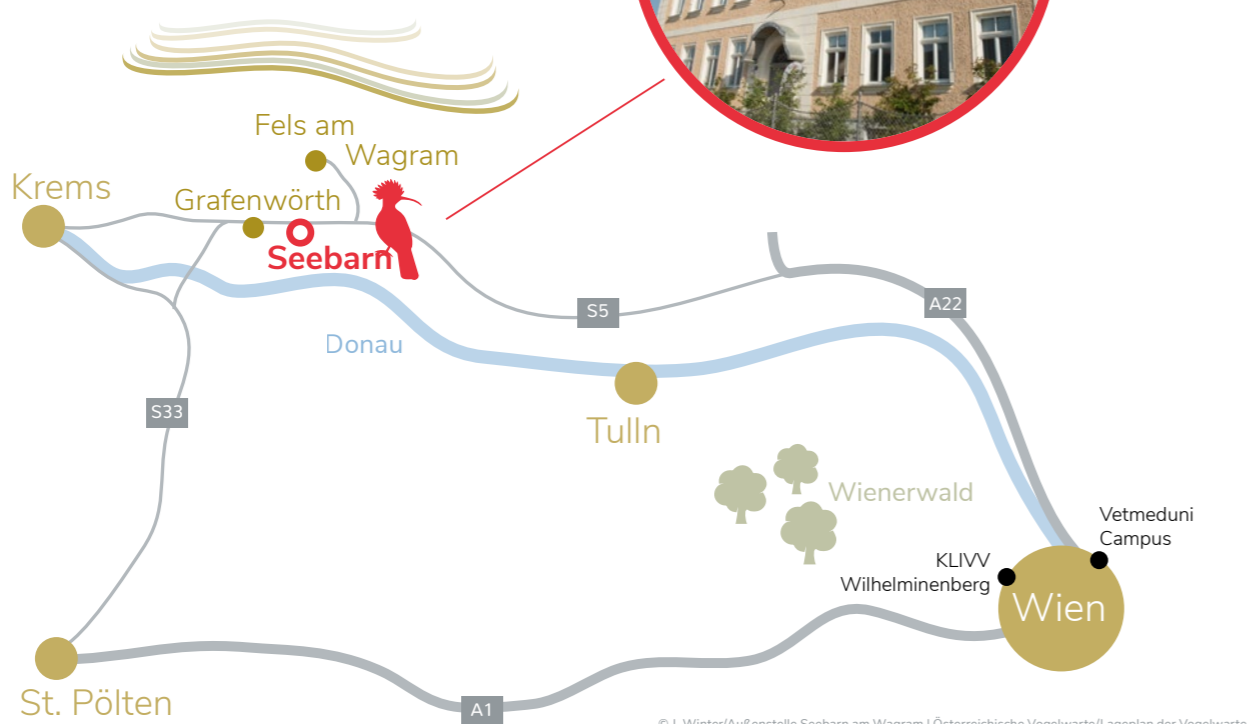 Fels am
Wagram
Krems
Grafenwörth
Seebarn
S5
A22
Donau
S33
Tulln
Wienerwald
Vetmeduni
Campus
KLIVV
Wilhelminenberg
Wien
St. Pölten
A1